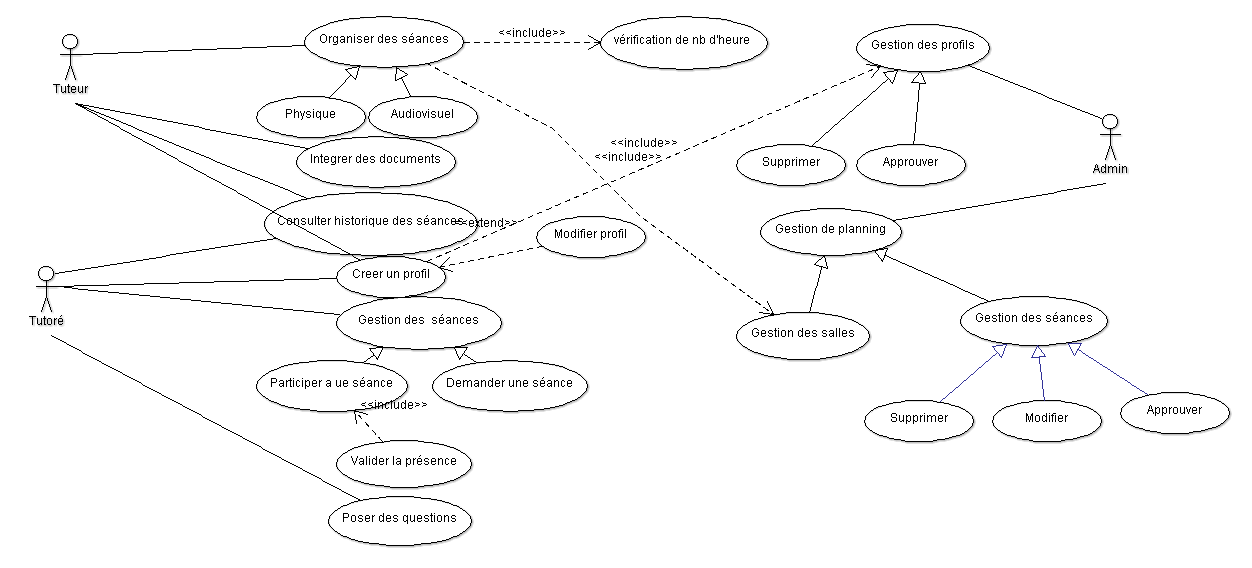 Organiser des séances
<<include>>
vérification de nb d'heure
Gestion des profils
Tuteur
Physique
Audiovisuel
Integrer des documents
<<include>>
<<include>>
Supprimer
Approuver
Admin
Consulter historique des séances
<<extend>>
Modifier profil
Gestion de planning
Creer un profil
Tutoré
Gestion des  séances
Gestion des salles
Gestion des séances
Participer a ue séance
Demander une séance
<<include>>
Supprimer
Modifier
Approuver
Valider la présence
Poser des questions